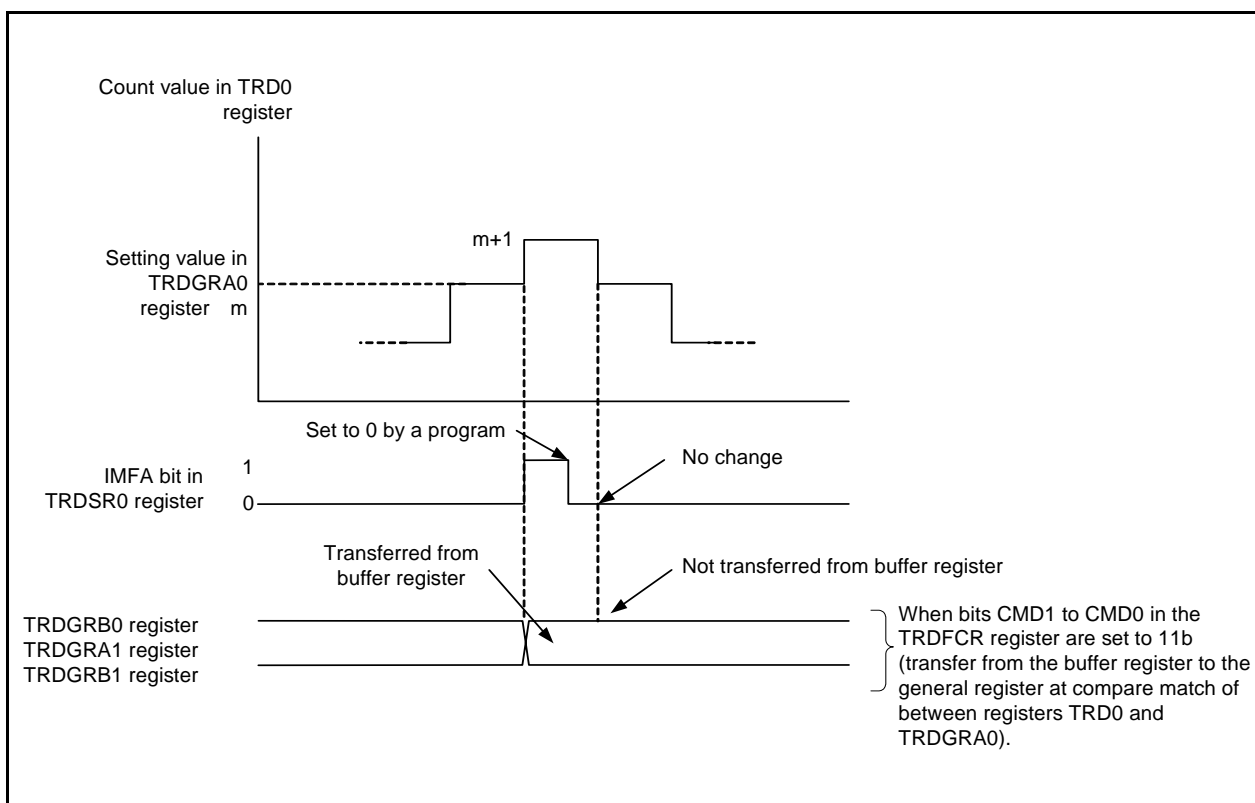 Count value in TRD0
register
m+1
Setting value in
TRDGRA0
register m
Set to 0 by a program
No change
IMFA bit in
TRDSR0 register
1
0
Transferred from
buffer register
Not transferred from buffer register
TRDGRB0 register
TRDGRA1 register
TRDGRB1 register
When bits CMD1 to CMD0 in the
TRDFCR register are set to 11b
(transfer from the buffer register to the
general register at compare match of
between registers TRD0 and
TRDGRA0).